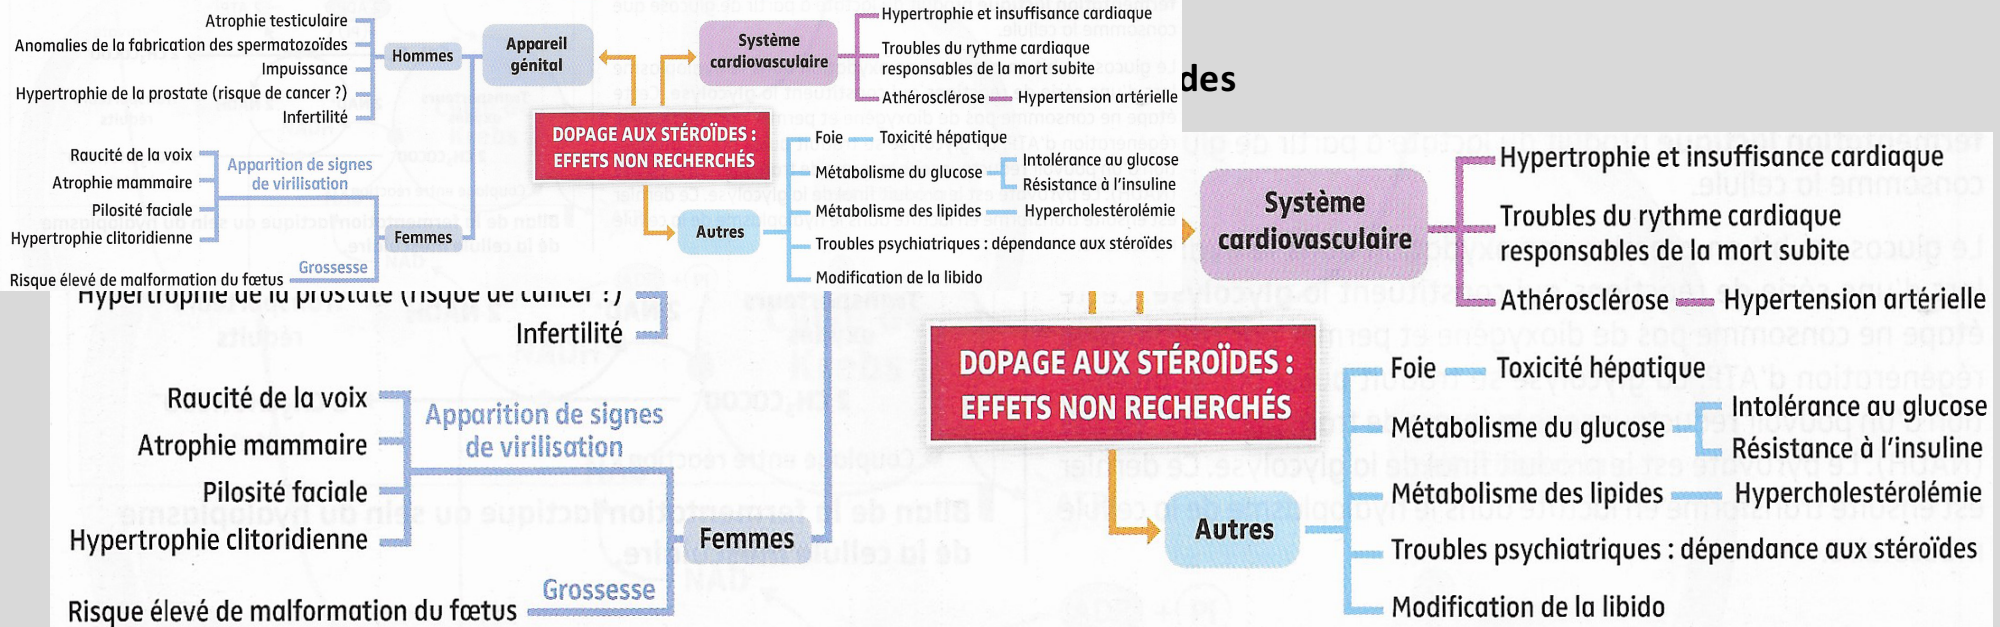 Atrophie testiculaire
Anomalies de la fabrication des spermatozoïdes
Impuissance
Hypertrophie de la prostate (risque de cancer ?)
Infertilité
Hommes
Appareil
génital
Système
cardiovasculaire
Hypertrophie et insuffisance cardiaque
Troubles du rythme cardiaque
responsables de la mort subite
Athérosclérose
Hypertension artérielle
des
DOPAGE AUX STÉROÏDES :
EFFETS NON RECHERCHÉS
Raucité de la voix
Atrophie mammaire
Pilosité faciale
Hypertrophie clitoridienne
Apparition de signes
de virilisation
Femmes
Grossesse
Risque élevé de malformation du fœtus
Autres
Foie
Toxicité hépatique
Métabolisme du glucose
Intolérance au glucose
Résistance à l'insuline
Métabolisme des lipides
Hypercholestérolémie
Troubles psychiatriques : dépendance aux stéroïdes
Modification de la libido
Système
cardiovasculaire
Hypertrophie et insuffisance cardiaque
Troubles du rythme cardiaque
responsables de la mort subite
Athérosclérose
Hypertension artérielle
Hypertrophie de la prostate (risque de cancer ?)
Infertilité
Raucité de la voix
Atrophie mammaire
Pilosité faciale
Hypertrophie clitoridienne
Apparition de signes
de virilisation
Femmes
Grossesse
Risque élevé de malformation du fœtus
DOPAGE AUX STÉROÏDES :
EFFETS NON RECHERCHÉS
Autres
Foie
Toxicité hépatique
Métabolisme du glucose
Intolérance au glucose
Résistance à l'insuline
Métabolisme des lipides
Hypercholestérolémie
Troubles psychiatriques : dépendance aux stéroïdes
Modification de la libido